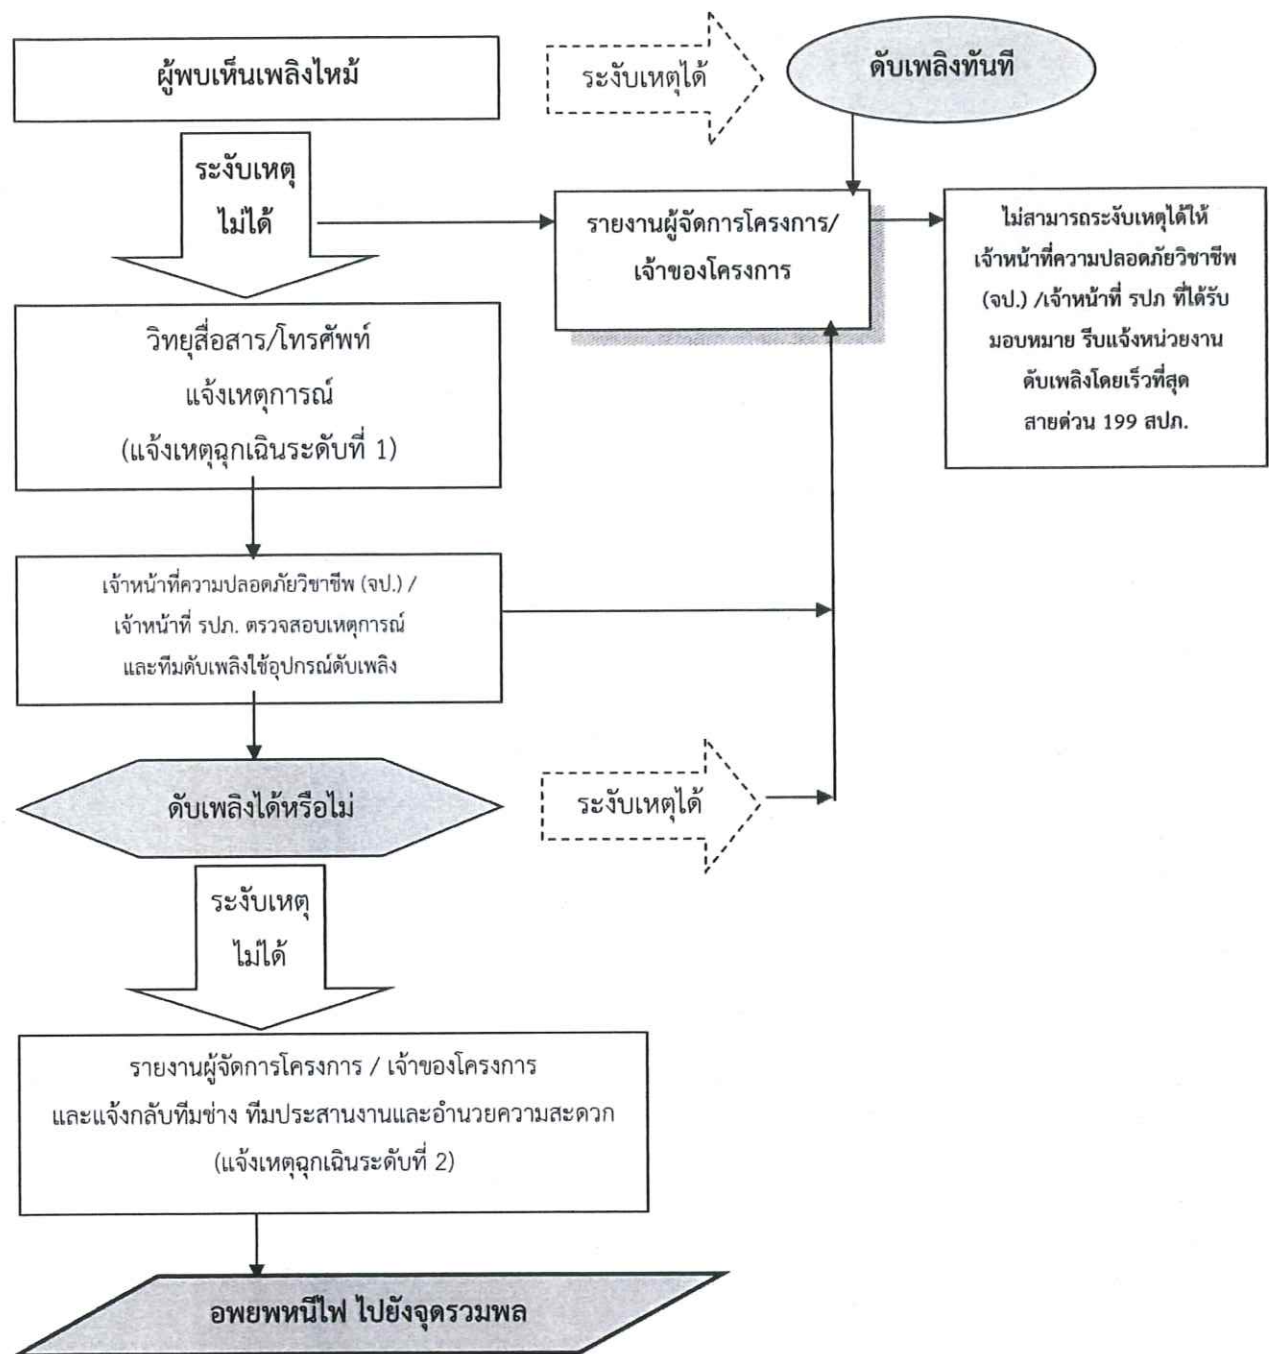 ผู้พบเห็นเพลิงไหม้
ระงับเหตุได้
ดับเพลิงทันที
ระงับเหตุ
ไม่ได้
รายงานผู้จัดการโครงการ/
เจ้าของโครงการ
ไม่สามารถระงับเหตุได้ให้
เจ้าหน้าที่ความปลอดภัยวิชาชีพ
(จป.) /เจ้าหน้าที่ รปภ ที่ได้รับ
มอบหมาย รีบแจ้งหน่วยงาน
ดับเพลิงโดยเร็วที่สุด
สายด่วน 199 สปภ.
วิทยุสื่อสาร/โทรศัพท์
แจ้งเหตุการณ์
(แจ้งเหตุฉุกเฉินระดับที่ 1)
เจ้าหน้าที่ความปลอดภัยวิชาชีพ (จป.) /
เจ้าหน้าที่ รปภ. ตรวจสอบเหตุการณ์
และทีมดับเพลิงใช้อุปกรณ์ดับเพลิง
ดับเพลิงได้หรือไม่
ระงับเหตุได้
ระงับเหตุ
ไม่ได้
รายงานผู้จัดการโครงการ / เจ้าของโครงการ
และแจ้งกลับทีมช่าง ทีมประสานงานและอำนวยความสะดวก
(แจ้งเหตุฉุกเฉินระดับที่ 2)
อพยพหนีไฟ ไปยังจุดรวมพล